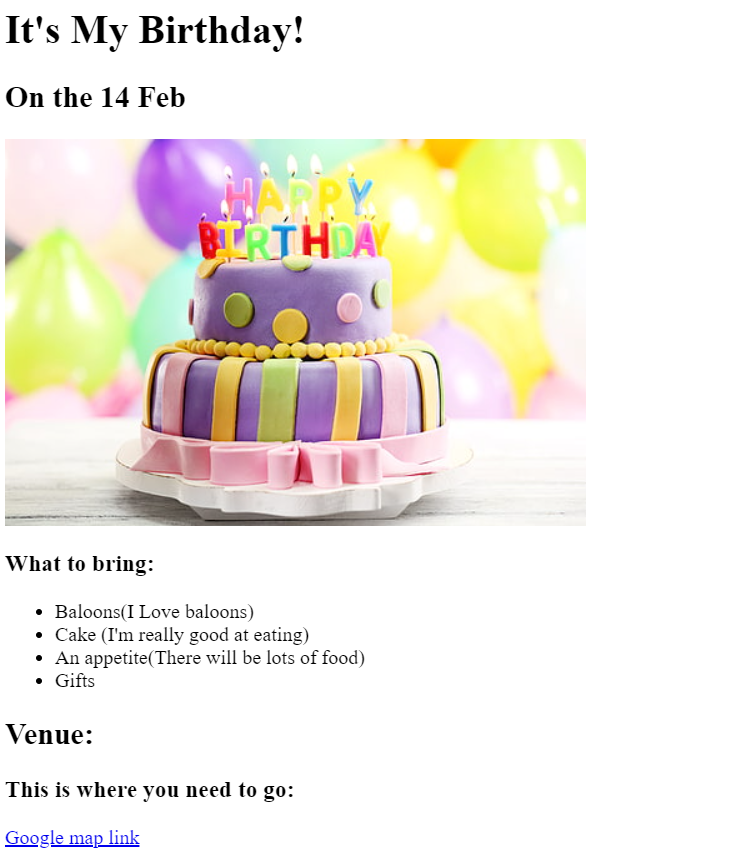 It's My Birthday!
On the 14 Feb
HAPPY
BIRTHDAY
What to bring:
Baloons(I Love baloons)
Cake (I'm really good at eating)
An appetite(There will be lots of food)
Gifts
Venue:
This is where you need to go:
Google map link